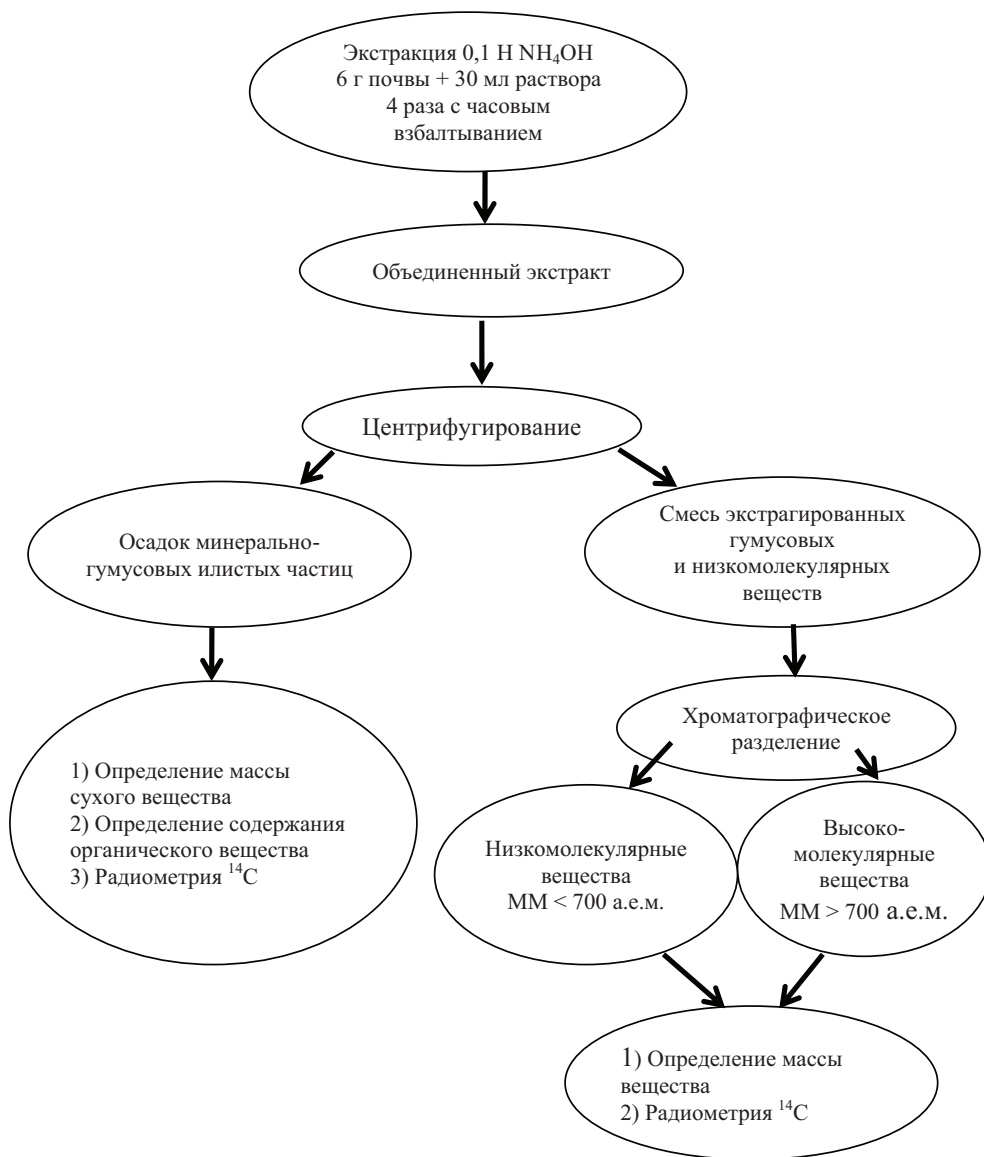 Экстракция 0,1 Н NH₄OH
6 г почвы + 30 мл раствора
4 раза с часовым
взбалтыванием
Объединенный экстракт
Центрифугирование
Осадок минерально-
гумусовых илистых частиц
Смесь экстрагированных
гумусовых
и низкомолекулярных
веществ
Хроматографическое
разделение
1) Определение массы
сухого вещества
2) Определение содержания
органического вещества
3) Радиометрия ¹⁴С
Низкомолекулярные
вещества
ММ < 700 а.е.м.
Высоко-
молекулярные
вещества
ММ > 700 а.е.м.
1) Определение массы
вещества
2) Радиометрия ¹⁴С